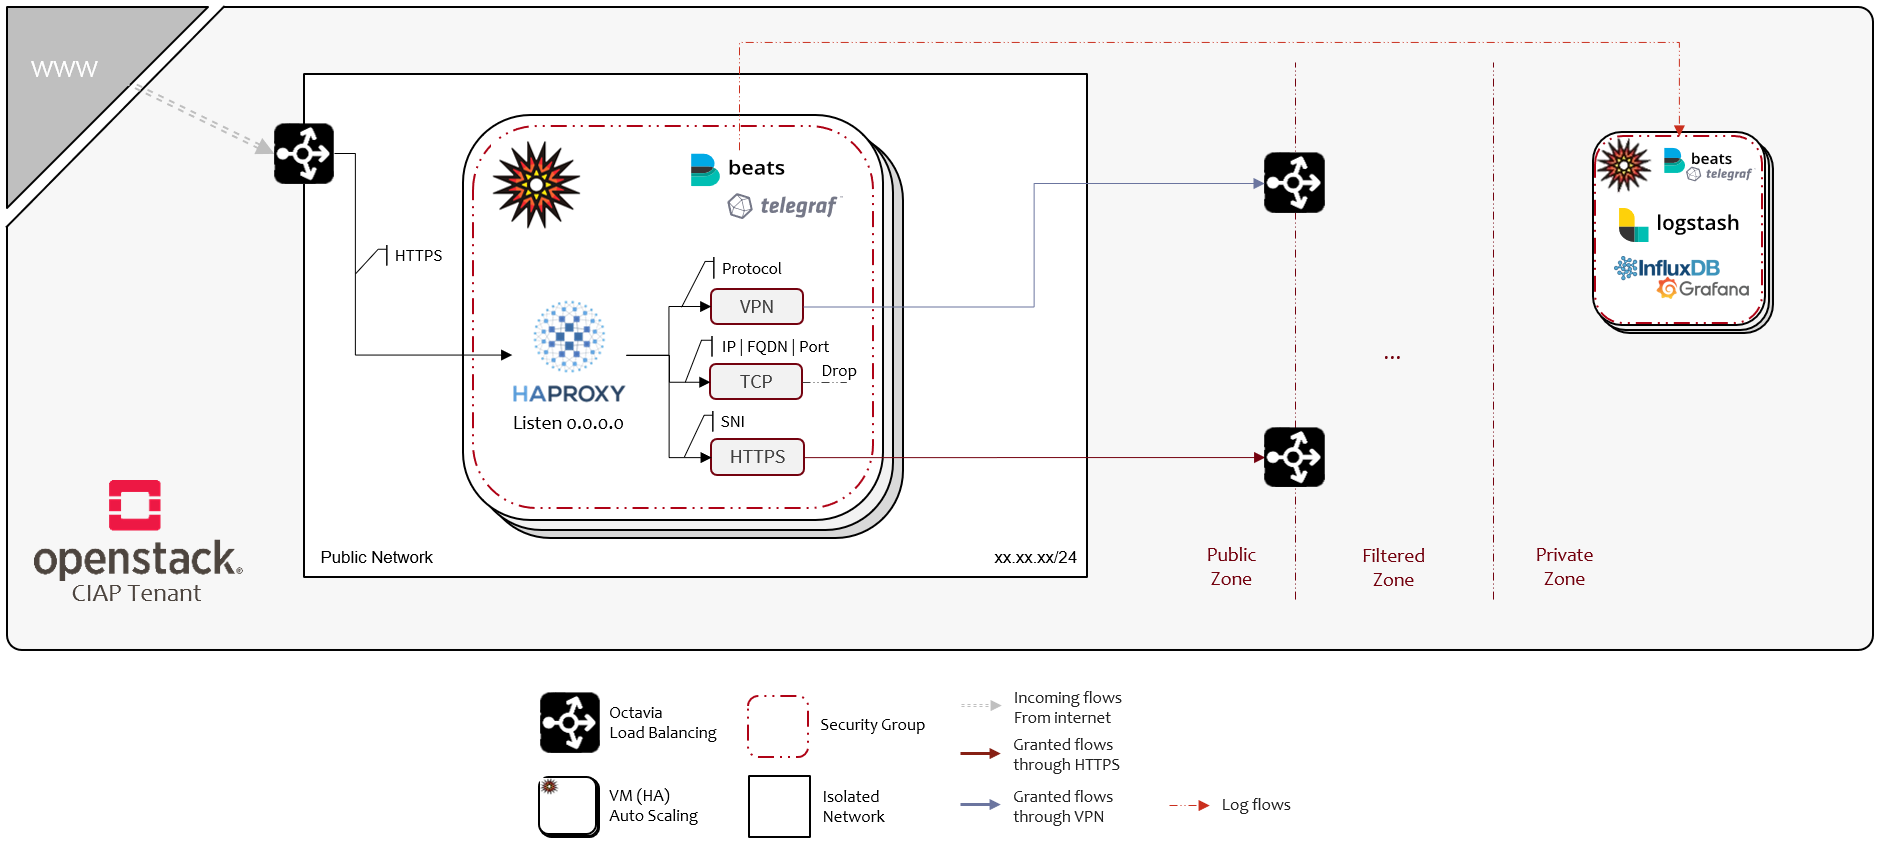 WWW
HTTPS
beats
telegraf
Protocol
VPN
IP | FQDN | Port
TCP
Drop
SNI
HTTPS
HAPROXY
Listen 0.0.0.0
Public Network
xx.xx.xx/24
openstack.
CIAP Tenant
...
Public
Zone
Filtered
Zone
Private
Zone
beats
telegraf
logstash
InfluxDB
Grafana
Octavia
Load Balancing
VM (HA)
Auto Scaling
Security Group
Isolated
Network
Incoming flows
From internet
Granted flows
through HTTPS
Granted flows
through VPN
Log flows